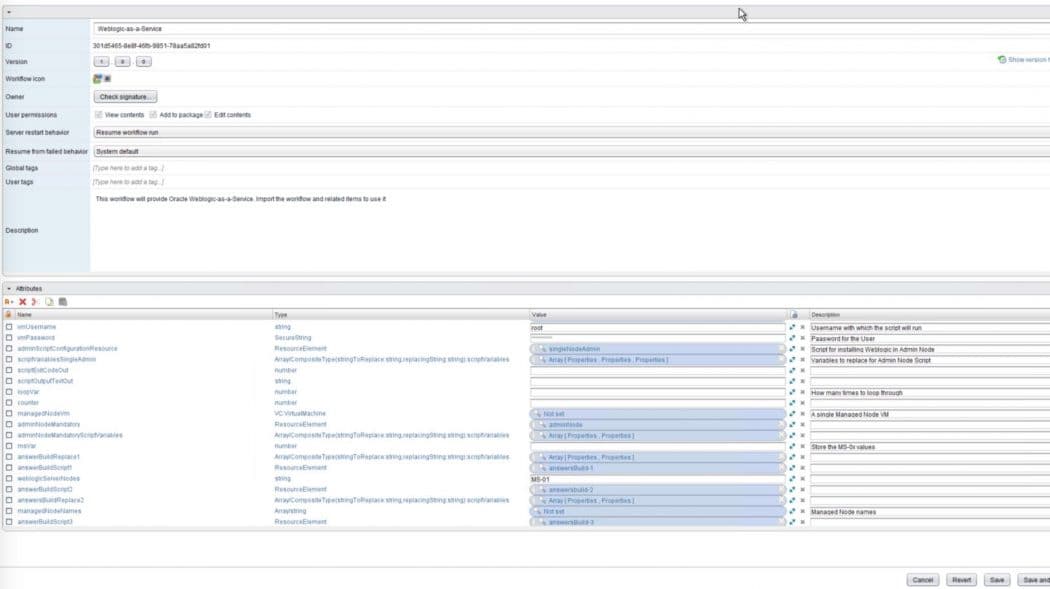 Name Weblogic-as-a-Service
ID 301d5465-8e8f-46fb-9851-78aa5a82fd01
Version 1 0 0 Show version
Workflow icon
Owner Check signature...
User permissions View contents Add to package Edit contents
Server restart behavior Resume workflow run
Resume from failed behavior System default
Global tags [Type here to add a tag...]
User tags [Type here to add a tag...]
This workflow will provide Oracle Weblogic-as-a-Service. Import the workflow and related items to use it
Description
Attributes
Name Type Value Description
vmUsername string root Username with which the script will run
vmPassword SecureString Paasword for the User
adminScriptConfigurationResource ResourceElement singleNodeAdmin Script for installing Weblogic in Admin Node
scriptVariablesSingleAdmin Array/CompositeType(stringToReplace:string,replacingString:string):scriptVariables Array [ Properties , Properties , Properties ] Variables to replace for Admin Node Script
scriptExitCodeOut number
scriptOutputTextOut string
loopVar number How many times to loop through
counter number
managedNodeVm VC:VirtualMachine Not set A single Managed Node VM
adminNodeMandatory ResourceElement adminNode
adminNodeMandatoryScriptVariables Array/CompositeType(stringToReplace:string,replacingString:string):scriptVariables Array [ Properties , Properties ]
msVar number Store the MS-0x values
answerBuildReplace1 Array/CompositeType(stringToReplace:string,replacingString:string):scriptVariables Array [ Properties , Properties ]
answerBuildScript1 ResourceElement answersBuild-1
weblogicServerNodes string MS-01
answerBuildScript2 ResourceElement answersbuild-2
answersBuildReplace2 Array/CompositeType(stringToReplace:string,replacingString:string):scriptVariables Array [ Properties , Properties ]
managedNodeNames Array/string Not set Managed Node names
answerBuildScript3 ResourceElement answersBuild-3
Cancel Revert Save Save and